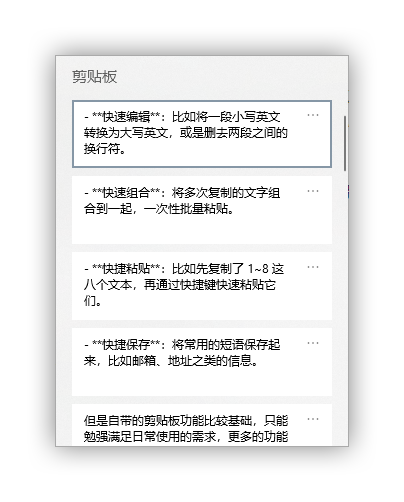 剪贴板
- **快速编辑**：比如将一段小写英文
转换为大写英文，或是删去两段之间的
换行符。
- **快速组合**：将多次复制的文字组
合到一起，一次性批量粘贴。
- **快捷粘贴**：比如先复制了 1~8 这
八个文本，再通过快捷键快速粘贴它
们。
- **快捷保存**：将常用的短语保存起
来，比如邮箱、地址之类的信息。
但是自带的剪贴板功能比较基础，只能
勉强满足日常使用的需求，更多的功能